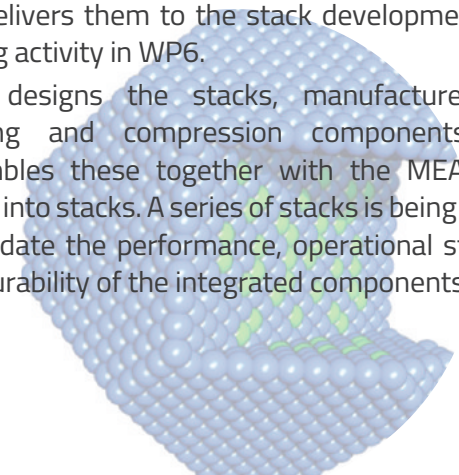 elivers them to the stack developme
g activity in WP6.
designs the stacks, manufacture
ng and compression components
mbles these together with the MEA
into stacks. A series of stacks is being
date the performance, operational s
urability of the integrated components